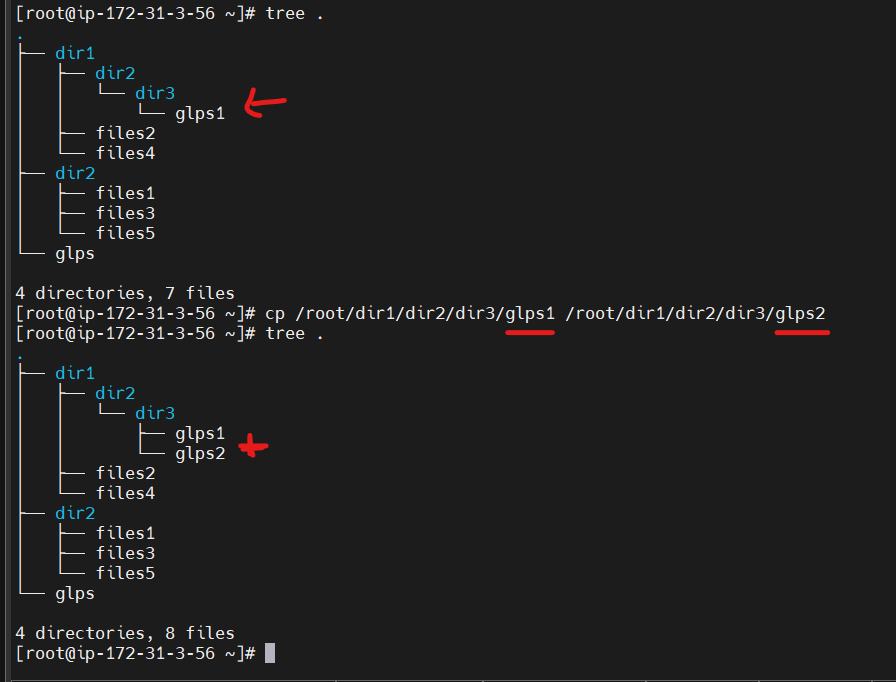 [root@ip-172-31-3-56 ~]# tree .
.
├── dir1
│   ├── dir2
│   │   └── dir3
│   │       └── glps1
│   ├── files2
│   └── files4
├── dir2
│   ├── files1
│   ├── files3
│   └── files5
└── glps
4 directories, 7 files
[root@ip-172-31-3-56 ~]# cp /root/dir1/dir2/dir3/glps1 /root/dir1/dir2/dir3/glps2
[root@ip-172-31-3-56 ~]# tree .
.
├── dir1
│   ├── dir2
│   │   └── dir3
│   │       ├── glps1
│   │       └── glps2
│   ├── files2
│   └── files4
├── dir2
│   ├── files1
│   ├── files3
│   └── files5
└── glps
4 directories, 8 files
[root@ip-172-31-3-56 ~]#